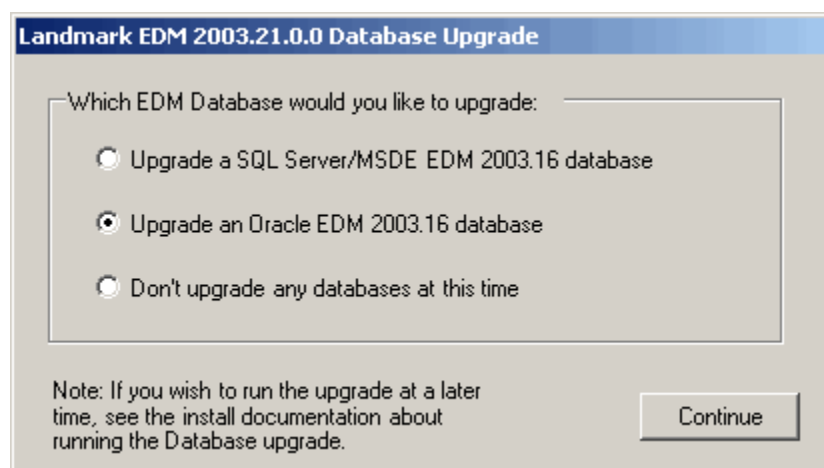 Landmark EDM 2003.21.0.0 Database Upgrade
Which EDM Database would you like to upgrade:
Upgrade a SQL Server/MSDE EDM 2003.16 database
Upgrade an Oracle EDM 2003.16 database
Don't upgrade any databases at this time
Note: If you wish to run the upgrade at a later
time, see the install documentation about
running the Database upgrade.
Continue